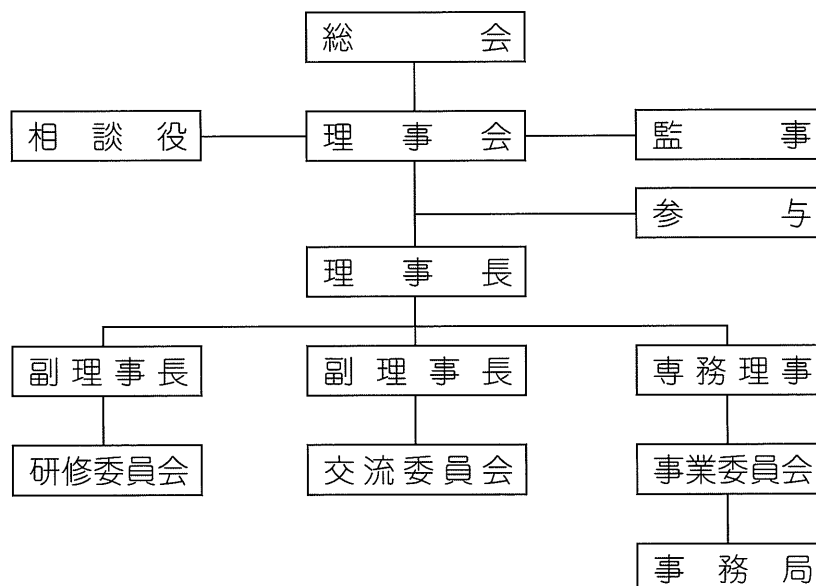 総会
相談役
理事会
監事
参与
理事長
副理事長
副理事長
専務理事
研修委員会
交流委員会
事業委員会
事務局